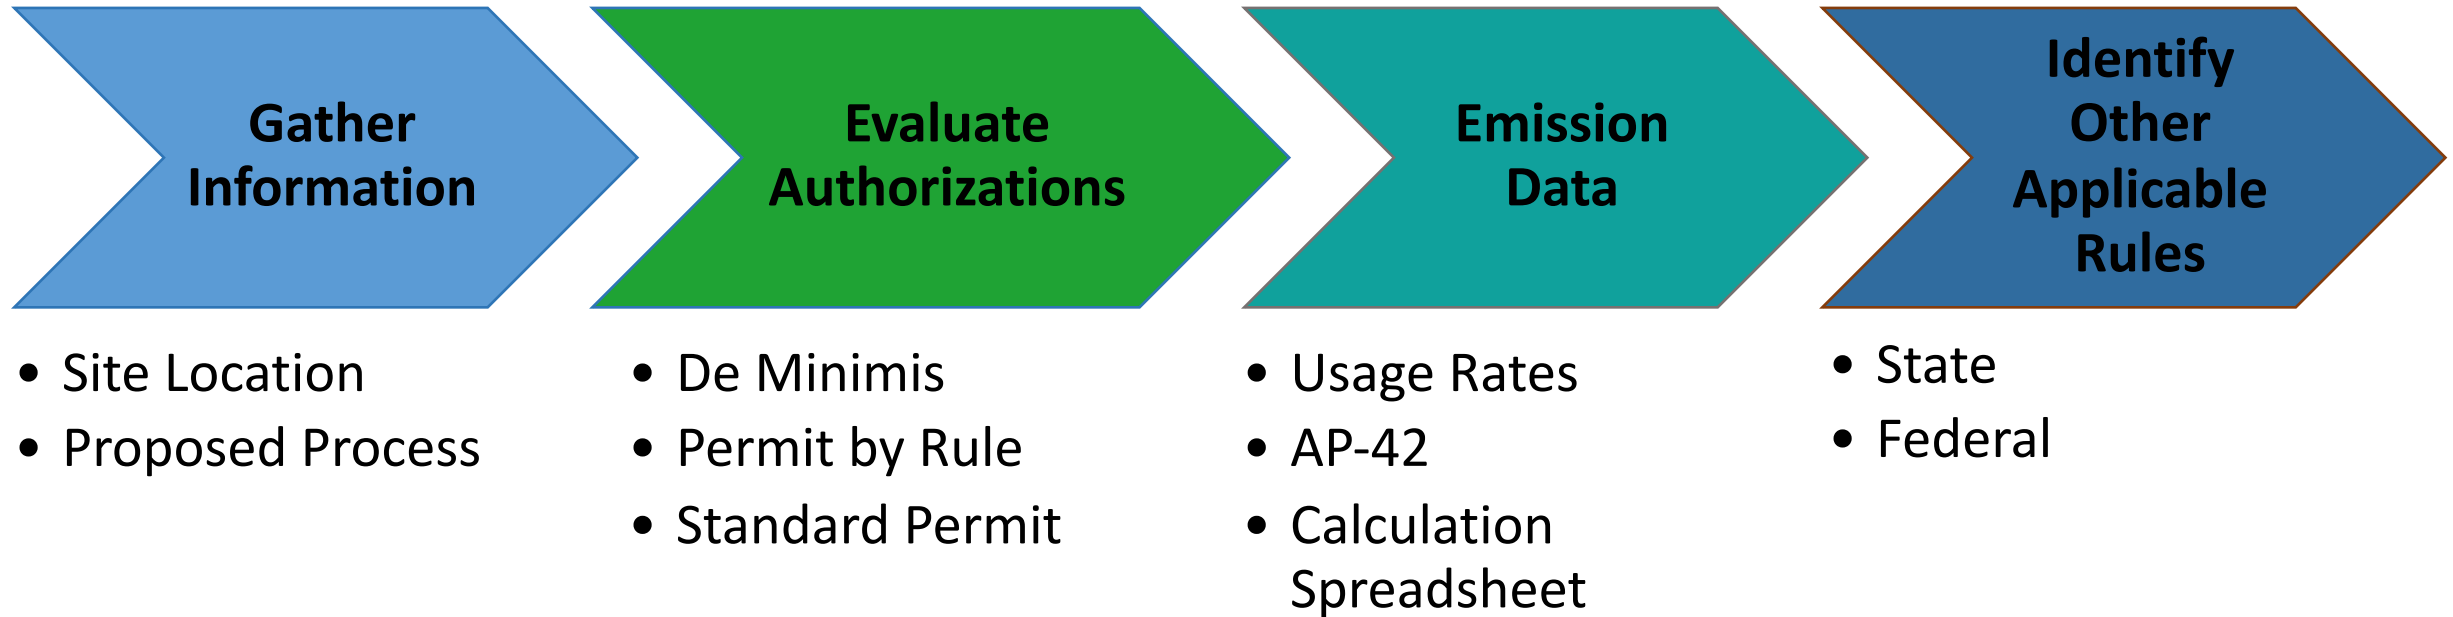 Gather
Information
• Site Location
• Proposed Process
Evaluate
Authorizations
• De Minimis
• Permit by Rule
• Standard Permit
Emission
Data
• Usage Rates
• AP-42
• Calculation
Spreadsheet
Identify
Other
Applicable
Rules
• State
• Federal